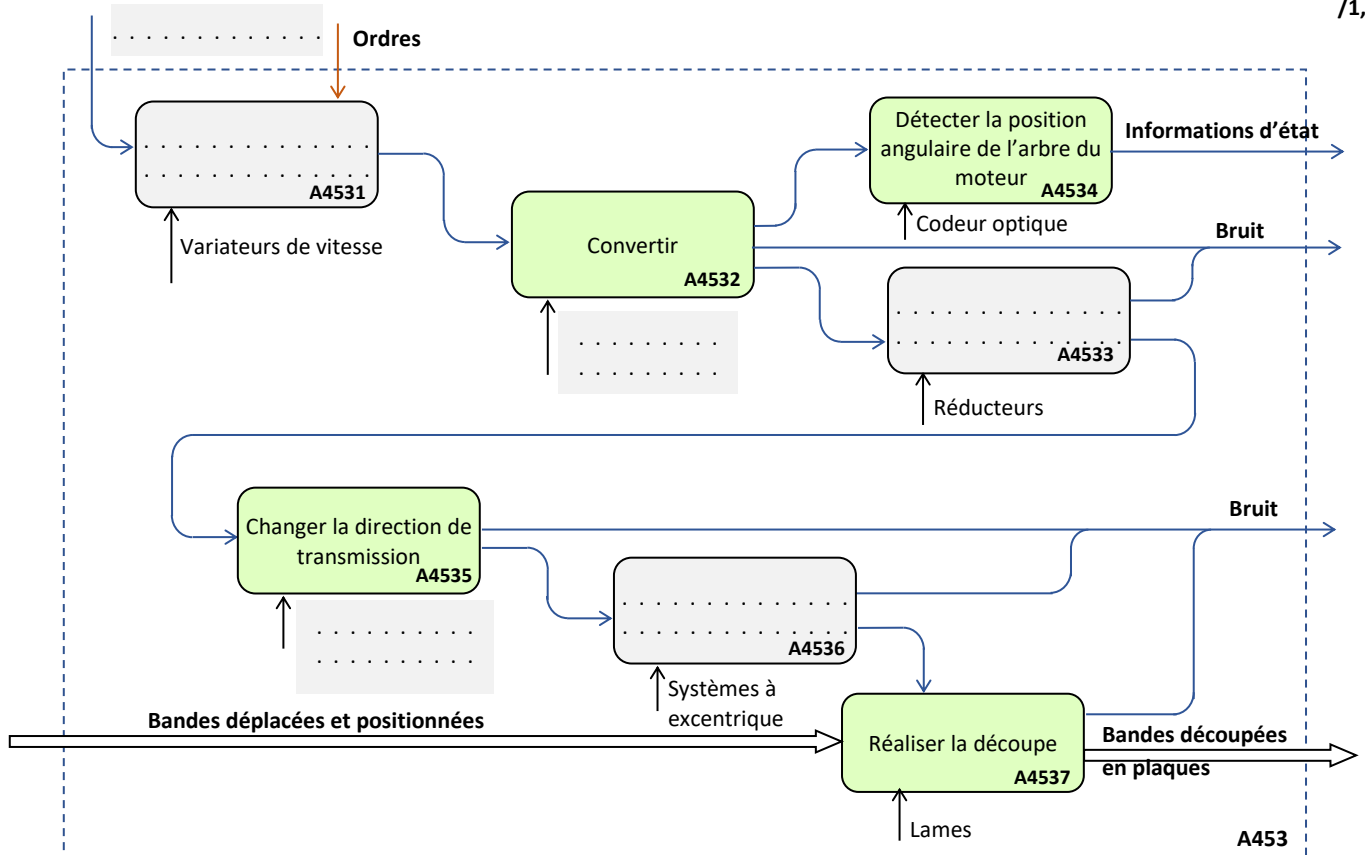 /1,
. . . . . . . . . . . . .
Ordres
. . . . . . . . . . . . . .
. . . . . . . . . . . . . .
A4531
Variateurs de vitesse
Détecter la position
angulaire de l’arbre du
moteur
A4534
Informations d’état
Codeur optique
Convertir
A4532
Bruit
. . . . . . . . .
. . . . . . . . .
. . . . . . . . . . . . . .
. . . . . . . . . . . . . .
A4533
Réducteurs
Changer la direction de
transmission
A4535
Bruit
. . . . . . . . . .
. . . . . . . . . .
. . . . . . . . . . . . . .
. . . . . . . . . . . . . .
A4536
Systèmes à
excentrique
Bandes déplacées et positionnées
Réaliser la découpe
A4537
Bandes découpées
en plaques
Lames
A453